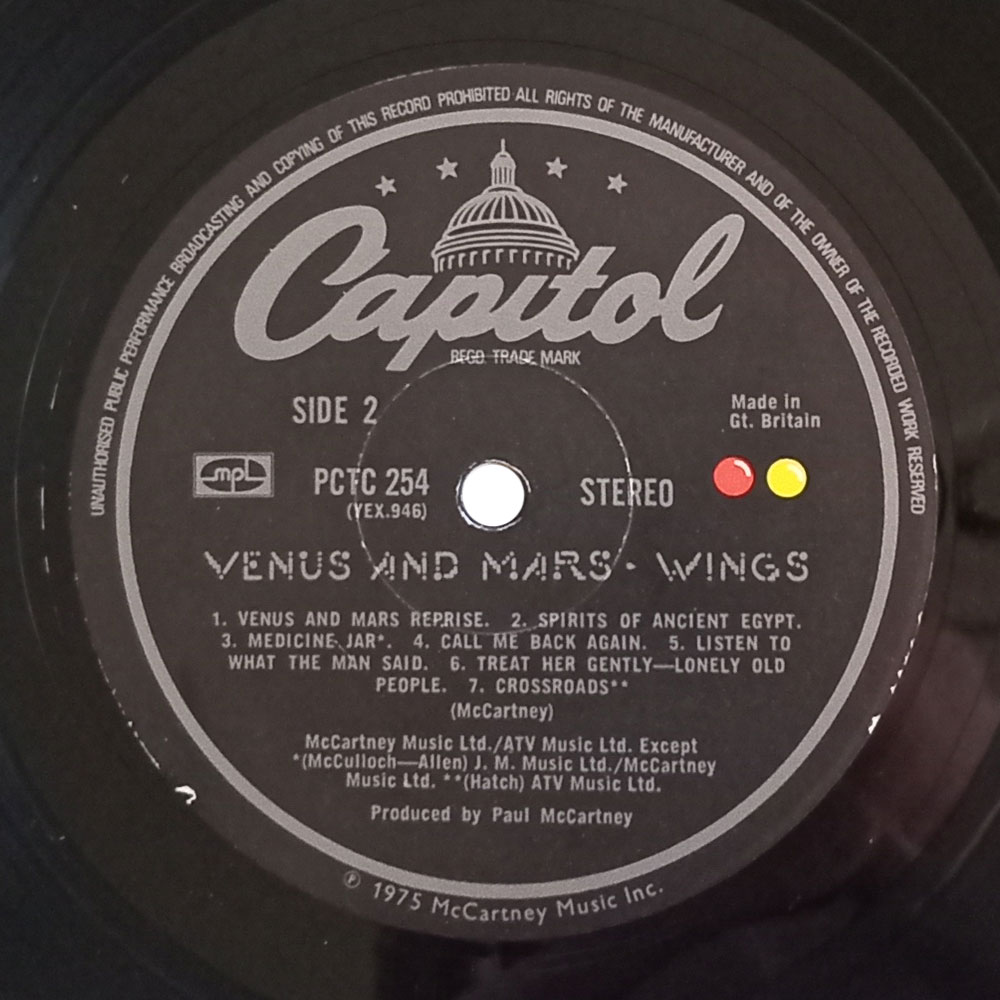 UNAUTHORISED PUBLIC PERFORMANCE BROADCASTING AND COPYING OF THIS RECORD PROHIBITED ALL RIGHTS OF THE MANUFACTURER AND OF THE OWNER OF THE RECORDED WORK RESERVED
Capitol
REGD. TRADE MARK
SIDE 2
Made in
Gt. Britain
mpl
PCTC 254
(YEX.946)
STEREO
VENUS AND MARS · WINGS
1. VENUS AND MARS REPRISE. 2. SPIRITS OF ANCIENT EGYPT.
3. MEDICINE JAR*. 4. CALL ME BACK AGAIN. 5. LISTEN TO
WHAT THE MAN SAID. 6. TREAT HER GENTLY—LONELY OLD
PEOPLE. 7. CROSSROADS**
(McCartney)
McCartney Music Ltd./ATV Music Ltd. Except
*(McCulloch—Allen) J. M. Music Ltd./McCartney
Music Ltd. **(Hatch) ATV Music Ltd.
Produced by Paul McCartney
℗ 1975 McCartney Music Inc.